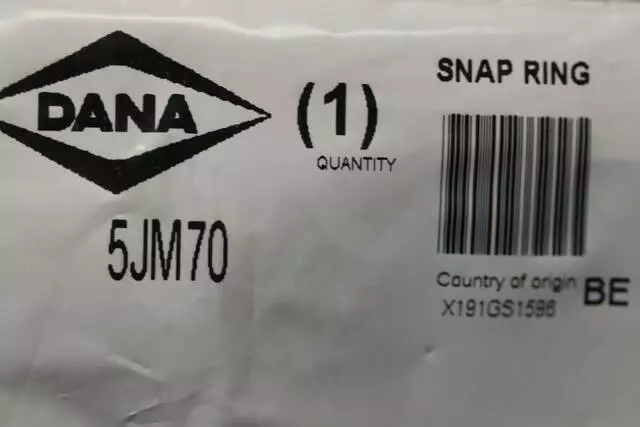 DANA
(1)
QUANTITY
5JM70
SNAP RING
Country of origin BE
X191GS1596